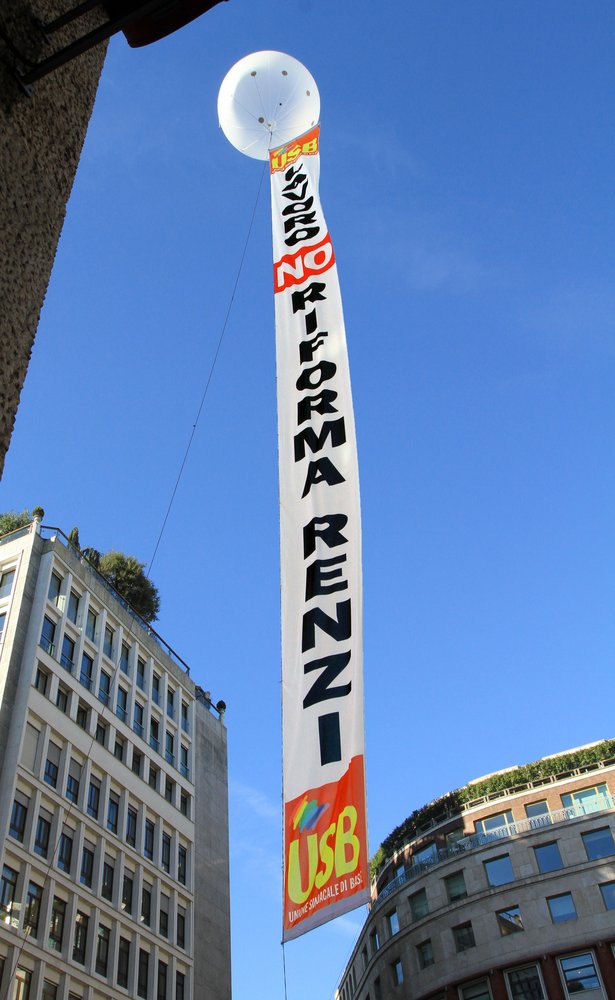 USB
LAVORO
NO
RIFORMA
RENZI
USB
UNIONE SINDACALE DI BASE